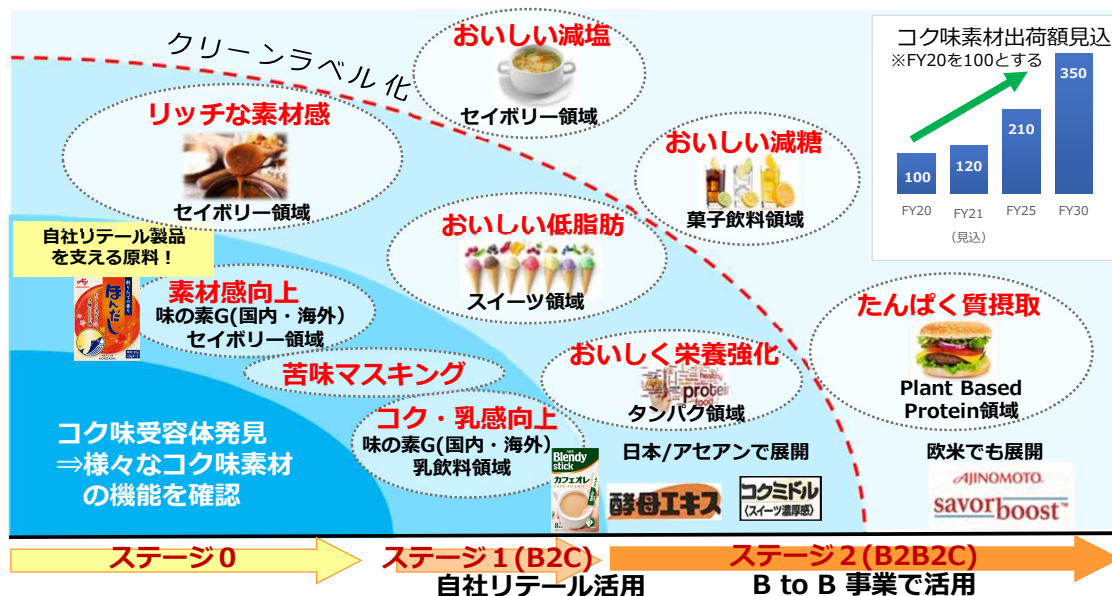 クリーンラベル化
おいしい減塩
セイボリー領域
コク味素材出荷額見込
※FY20を100とする
350
210
120
100
FY20
FY21
FY25
FY30
(見込)
リッチな素材感
セイボリー領域
おいしい減糖
菓子飲料領域
おいしい低脂肪
スイーツ領域
自社リテール製品
を支える原料！
ほんだし
素材感向上
味の素G(国内・海外)
セイボリー領域
苦味マスキング
コク・乳感向上
味の素G(国内・海外)
乳飲料領域
Blendy
stick
カフェオレ
CAFE AU LAIT
おいしく栄養強化
protein
food
タンパク領域
たんぱく質摂取
Plant Based
Protein領域
コク味受容体発見
⇒様々なコク味素材
の機能を確認
日本/アセアンで展開
酵母エキス
コクミドル
〈スイーツ濃厚感〉
欧米でも展開
AJINOMOTO.
savorboost™
ステージ０
ステージ１(B2C)
ステージ２(B2B2C)
自社リテール活用
B to B 事業で活用